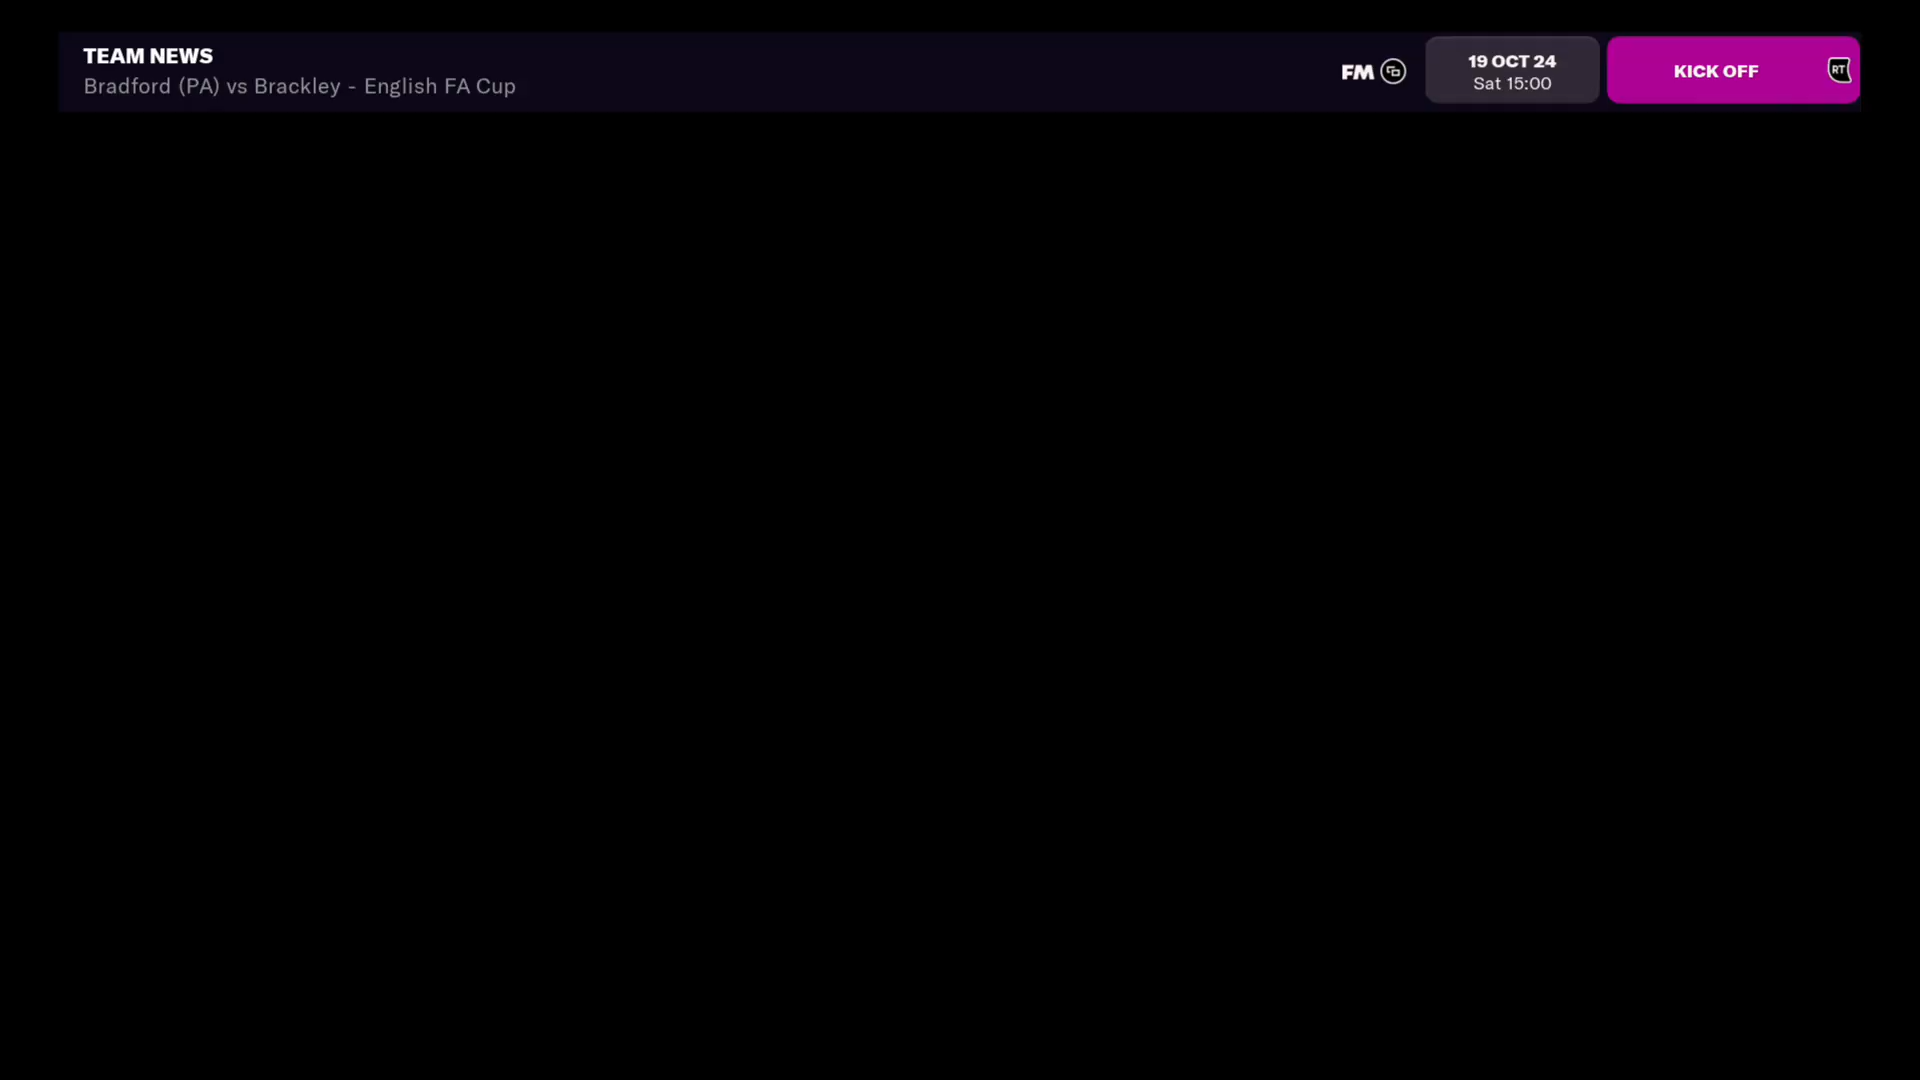 TEAM NEWS
Bradford (PA) vs Brackley - English FA Cup
FM
19 OCT 24
Sat 15:00
KICK OFF
RT